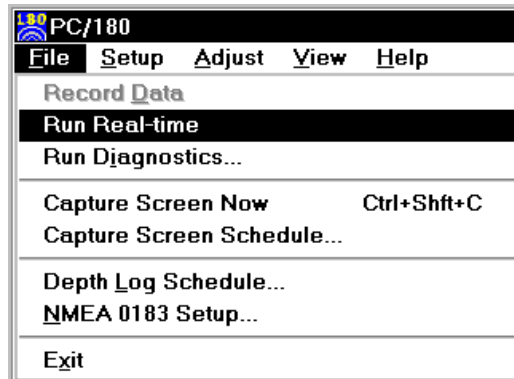 180 PC/180
File Setup Adjust View Help
Record Data
Run Real-time
Run Diagnostics...
Capture Screen Now Ctrl+Shft+C
Capture Screen Schedule...
Depth Log Schedule...
NMEA 0183 Setup...
Exit